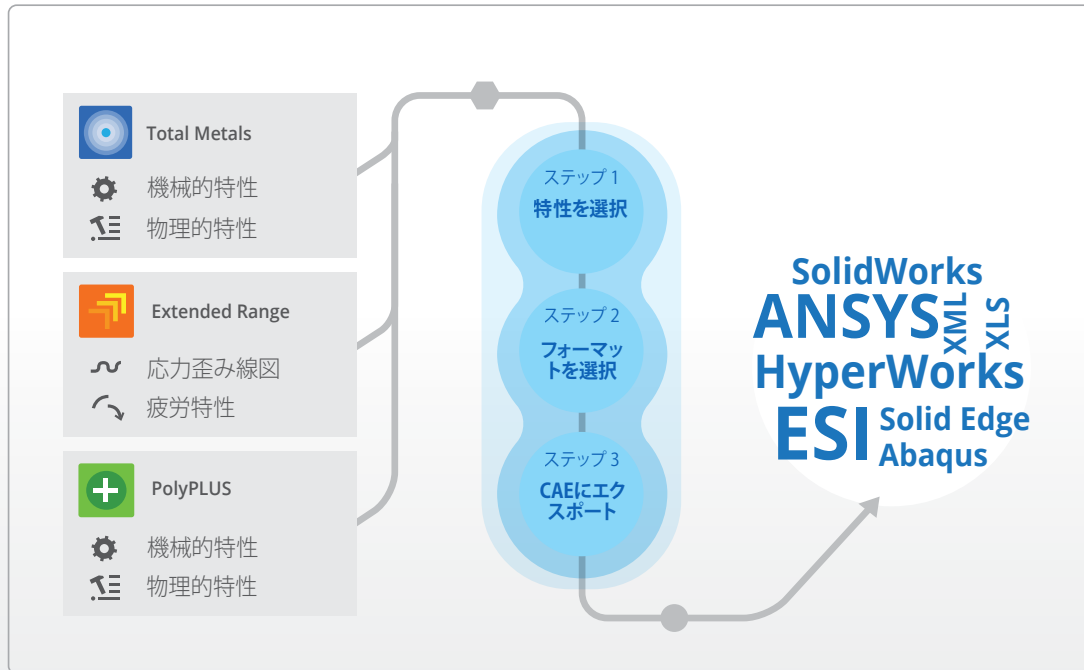 Total Metals
機械的特性
物理的特性
Extended Range
応力歪み線図
疲労特性
PolyPLUS
機械的特性
物理的特性
ステップ 1
特性を選択
ステップ 2
フォーマッ
トを選択
ステップ 3
CAEにエク
スポート
SolidWorks
ANSYS
XML
XLS
HyperWorks
ESI
Solid Edge
Abaqus